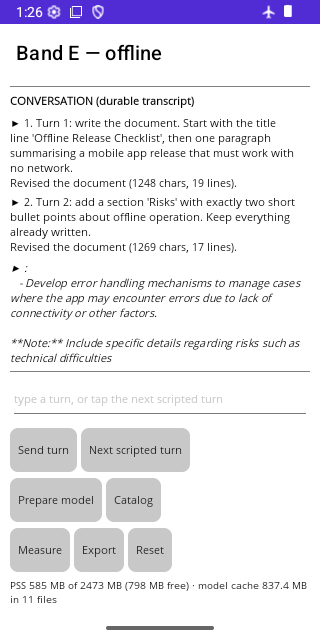 1:26
Band E — offline
CONVERSATION (durable transcript)
► 1. Turn 1: write the document. Start with the title
line 'Offline Release Checklist', then one paragraph
summarising a mobile app release that must work with
no network.
Revised the document (1248 chars, 19 lines).
► 2. Turn 2: add a section 'Risks' with exactly two short
bullet points about offline operation. Keep everything
already written.
Revised the document (1269 chars, 17 lines).
► :
- Develop error handling mechanisms to manage cases
where the app may encounter errors due to lack of
connectivity or other factors.
**Note:** Include specific details regarding risks such as
technical difficulties
type a turn, or tap the next scripted turn
Send turn Next scripted turn
Prepare model Catalog
Measure Export Reset
PSS 585 MB of 2473 MB (798 MB free) · model cache 837.4 MB
in 11 files